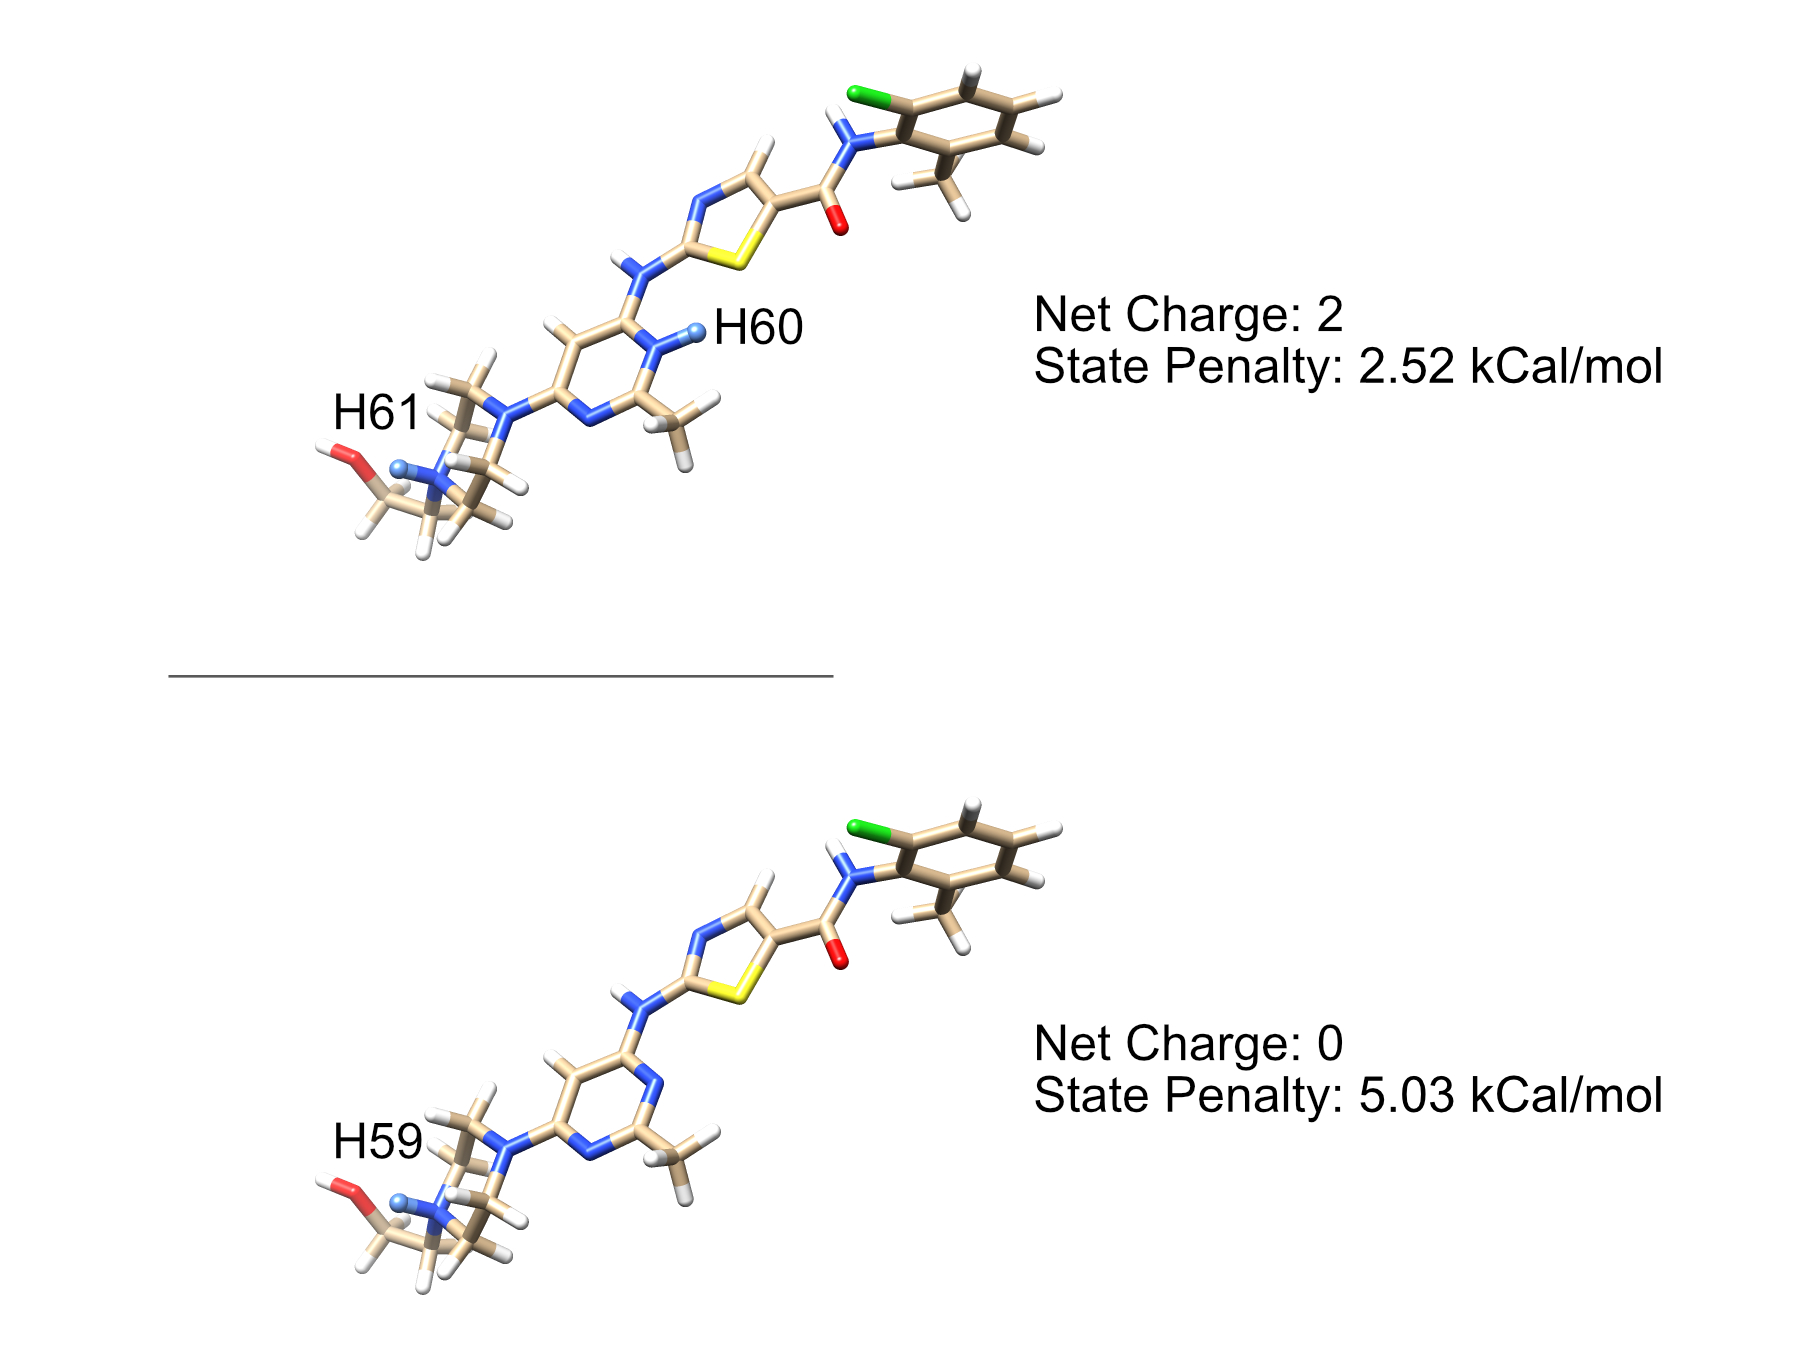 H60
Net Charge: 2
State Penalty: 2.52 kCal/mol
H61
Net Charge: 0
State Penalty: 5.03 kCal/mol
H59